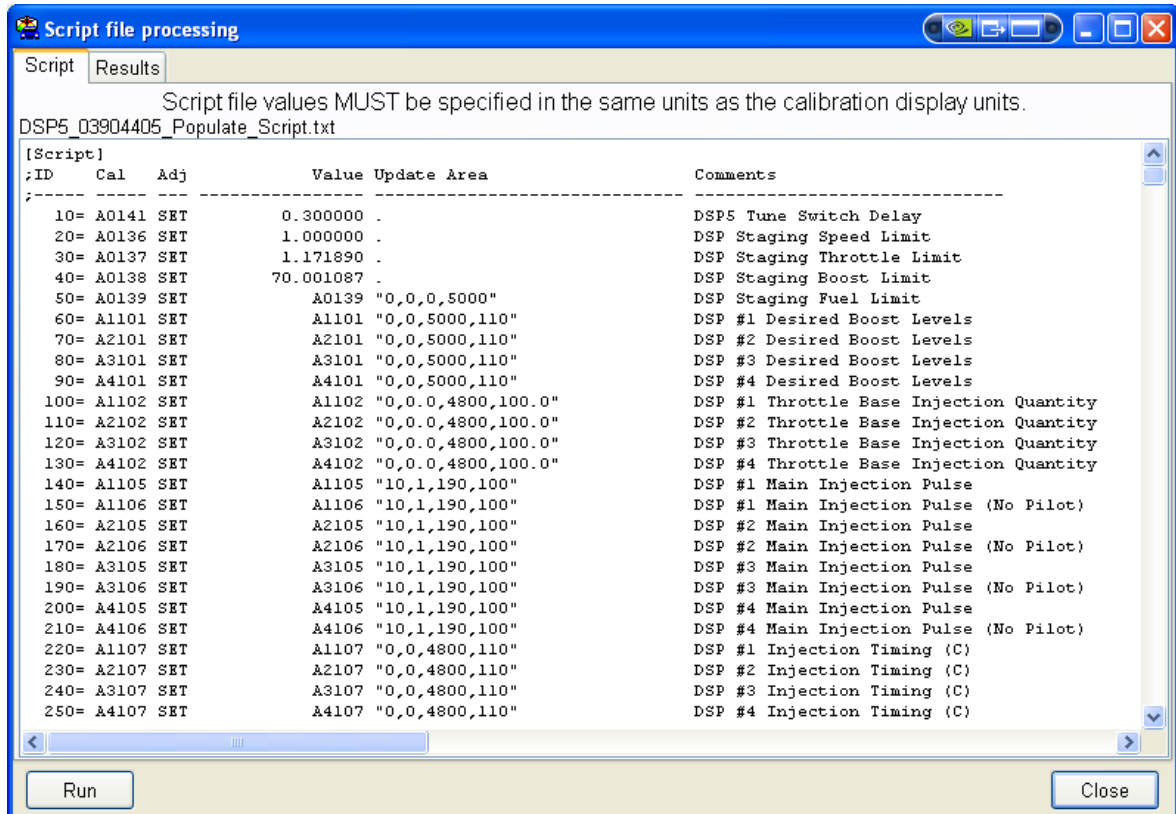 Script file processing
Script Results
Script file values MUST be specified in the same units as the calibration display units.
DSP5_03904405_Populate_Script.txt
[Script]
;ID Cal Adj Value Update Area Comments
;----- ----- --- ----------------- ------------------------------- -------------------------------
10= A0141 SET 0.300000 . DSP5 Tune Switch Delay
20= A0136 SET 1.000000 . DSP Staging Speed Limit
30= A0137 SET 1.171890 . DSP Staging Throttle Limit
40= A0138 SET 70.001087 . DSP Staging Boost Limit
50= A0139 SET A0139 "0,0,0,5000" DSP Staging Fuel Limit
60= A1101 SET A1101 "0,0,5000,110" DSP #1 Desired Boost Levels
70= A2101 SET A2101 "0,0,5000,110" DSP #2 Desired Boost Levels
80= A3101 SET A3101 "0,0,5000,110" DSP #3 Desired Boost Levels
90= A4101 SET A4101 "0,0,5000,110" DSP #4 Desired Boost Levels
100= A1102 SET A1102 "0,0.0,4800,100.0" DSP #1 Throttle Base Injection Quantity
110= A2102 SET A2102 "0,0.0,4800,100.0" DSP #2 Throttle Base Injection Quantity
120= A3102 SET A3102 "0,0.0,4800,100.0" DSP #3 Throttle Base Injection Quantity
130= A4102 SET A4102 "0,0.0,4800,100.0" DSP #4 Throttle Base Injection Quantity
140= A1105 SET A1105 "10,1,190,100" DSP #1 Main Injection Pulse
150= A1106 SET A1106 "10,1,190,100" DSP #1 Main Injection Pulse (No Pilot)
160= A2105 SET A2105 "10,1,190,100" DSP #2 Main Injection Pulse
170= A2106 SET A2106 "10,1,190,100" DSP #2 Main Injection Pulse (No Pilot)
180= A3105 SET A3105 "10,1,190,100" DSP #3 Main Injection Pulse
190= A3106 SET A3106 "10,1,190,100" DSP #3 Main Injection Pulse (No Pilot)
200= A4105 SET A4105 "10,1,190,100" DSP #4 Main Injection Pulse
210= A4106 SET A4106 "10,1,190,100" DSP #4 Main Injection Pulse (No Pilot)
220= A1107 SET A1107 "0,0,4800,110" DSP #1 Injection Timing (C)
230= A2107 SET A2107 "0,0,4800,110" DSP #2 Injection Timing (C)
240= A3107 SET A3107 "0,0,4800,110" DSP #3 Injection Timing (C)
250= A4107 SET A4107 "0,0,4800,110" DSP #4 Injection Timing (C)
Run Close